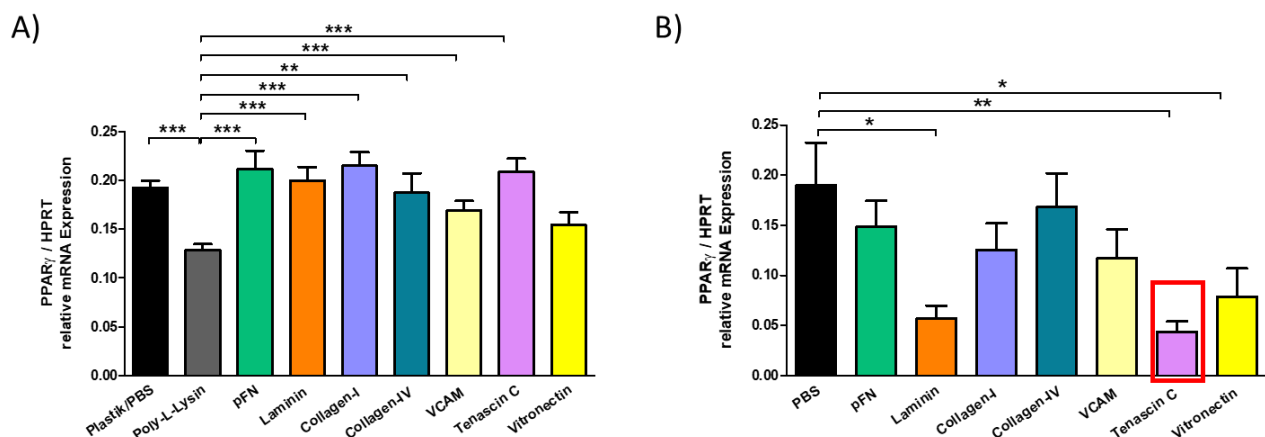 A)
***
***
**
***
***
*** ***
0.25
0.20
0.15
0.10
0.05
0.00
PPARγ / HPRT
relative mRNA Expression
Plastik/PBS
Poly-L-Lysin
pFN
Laminin
Collagen-I
Collagen-IV
VCAM
Tenascin C
Vitronectin
B)
*
**
*
0.25
0.20
0.15
0.10
0.05
0.00
PPARγ / HPRT
relative mRNA Expression
PBS
pFN
Laminin
Collagen-I
Collagen-IV
VCAM
Tenascin C
Vitronectin